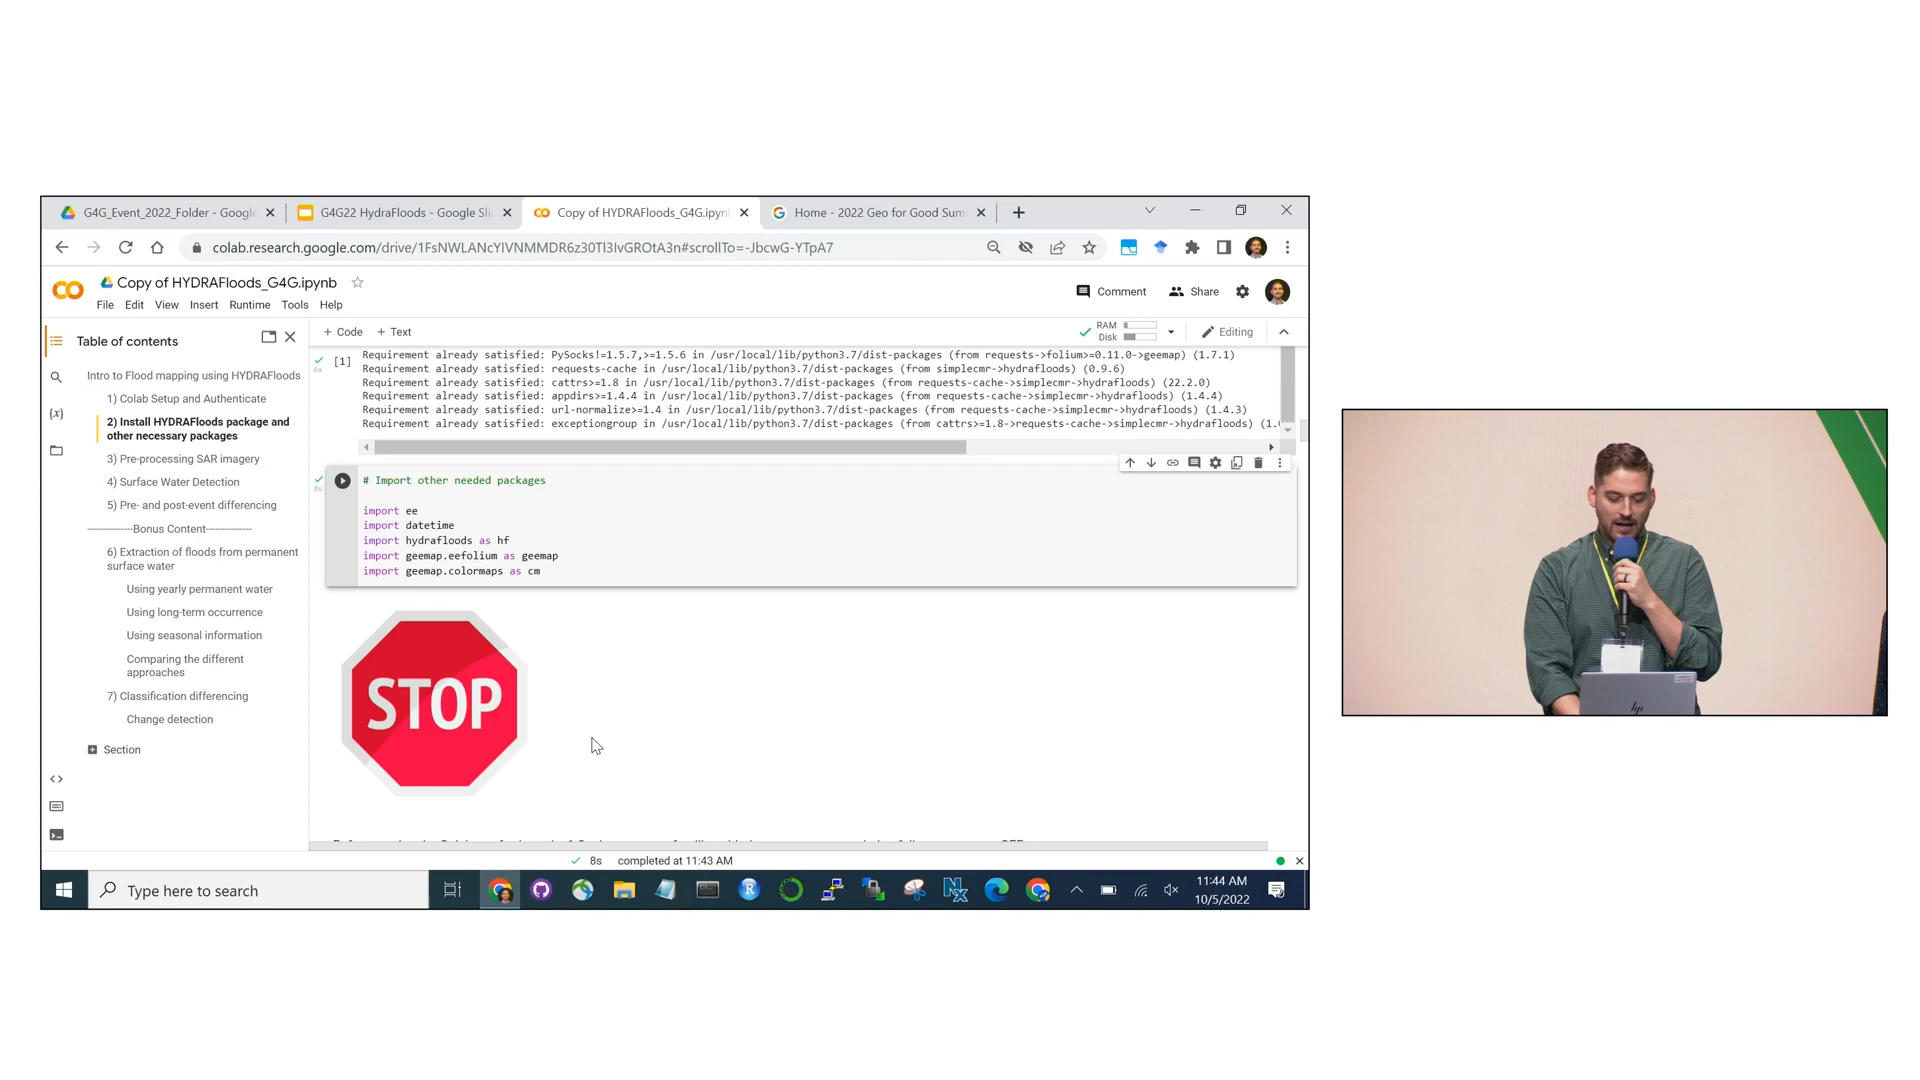 G4G_Event_2022_Folder - Google
G4G22 HydraFloods - Google Sli
Copy of HYDRAFloods_G4G.ipyn
Home - 2022 Geo for Good Sum
colab.research.google.com/drive/1FsNWLANcYIVNMMDR6z30Tl3IvGROtA3n#scrollTo=-JbcwG-YTpA7
Copy of HYDRAFloods_G4G.ipynb
File Edit View Insert Runtime Tools Help
Comment
Share
Table of contents
+ Code + Text
RAM
Disk
Editing
Intro to Flood mapping using HYDRAFloods
1) Colab Setup and Authenticate
2) Install HYDRAFloods package and
other necessary packages
3) Pre-processing SAR imagery
4) Surface Water Detection
5) Pre- and post-event differencing
---------------Bonus Content---------------
6) Extraction of floods from permanent
surface water
Using yearly permanent water
Using long-term occurrence
Using seasonal information
Comparing the different
approaches
7) Classification differencing
Change detection
Section
[1]
Requirement already satisfied: PySocks!=1.5.7,>=1.5.6 in /usr/local/lib/python3.7/dist-packages (from requests->folium>=0.11.0->geemap) (1.7.1)
Requirement already satisfied: requests-cache in /usr/local/lib/python3.7/dist-packages (from simplecmr->hydrafloods) (0.9.6)
Requirement already satisfied: cattrs>=1.8 in /usr/local/lib/python3.7/dist-packages (from requests-cache->simplecmr->hydrafloods) (22.2.0)
Requirement already satisfied: appdirs>=1.4.4 in /usr/local/lib/python3.7/dist-packages (from requests-cache->simplecmr->hydrafloods) (1.4.4)
Requirement already satisfied: url-normalize>=1.4 in /usr/local/lib/python3.7/dist-packages (from requests-cache->simplecmr->hydrafloods) (1.4.3)
Requirement already satisfied: exceptiongroup in /usr/local/lib/python3.7/dist-packages (from cattrs>=1.8->requests-cache->simplecmr->hydrafloods) (1.
# Import other needed packages
import ee
import datetime
import hydrafloods as hf
import geemap.eefolium as geemap
import geemap.colormaps as cm
STOP
8s completed at 11:43 AM
Type here to search
11:44 AM
10/5/2022
hp